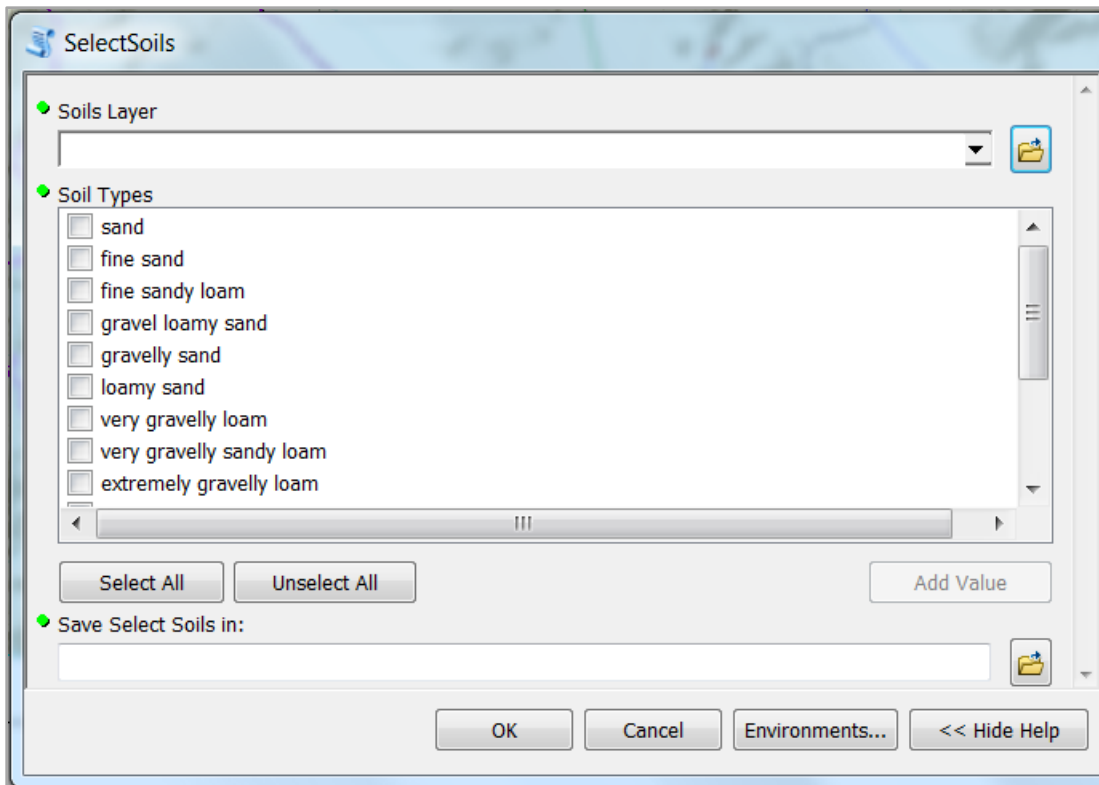 SelectSoils
Soils Layer
Soil Types
sand
fine sand
fine sandy loam
gravel loamy sand
gravelly sand
loamy sand
very gravelly loam
very gravelly sandy loam
extremely gravelly loam
Select All
Unselect All
Add Value
Save Select Soils in:
OK
Cancel
Environments...
<< Hide Help